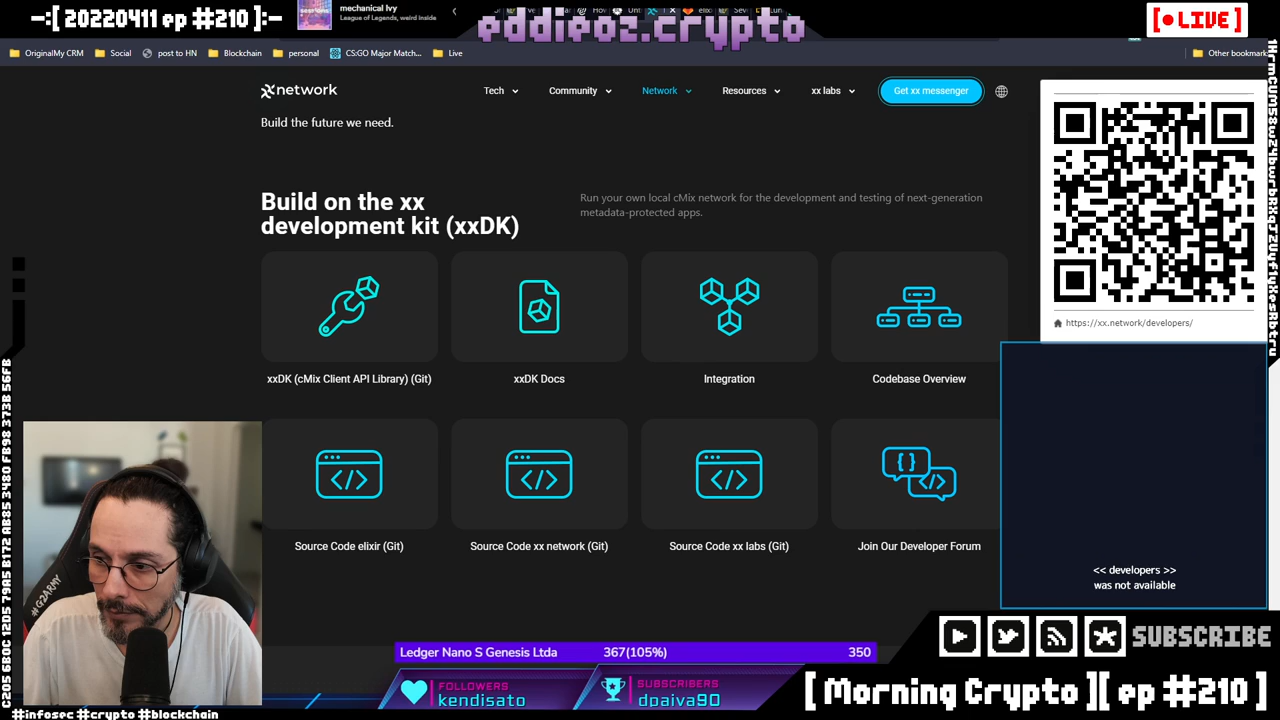 -:[ 20220411 ep #210 ]:-
mechanical Ivy
League of Legends, weird inside
eddieoz.crypto
[ LIVE ]
OriginalMy CRM
Social
post to HN
Blockchain
personal
CS:GO Major Match...
Live
Other bookmark
network
Tech
Community
Network
Resources
xx labs
Get xx messenger
Build the future we need.
Build on the xx
development kit (xxDK)
Run your own local cMix network for the development and testing of next-generation
metadata-protected apps.
xxDK (cMix Client API Library) (Git)
xxDK Docs
Integration
Codebase Overview
Source Code elixir (Git)
Source Code xx network (Git)
Source Code xx labs (Git)
Join Our Developer Forum
https://xx.network/developers/
<< developers >>
was not available
#G2ARMY
Ledger Nano S Genesis Ltda
367(105%)
350
FOLLOWERS
kendisato
SUBSCRIBERS
dpaiva90
SUBSCRIBE
[ Morning Crypto ][ ep #210 ]
#infosec #crypto #blockchain